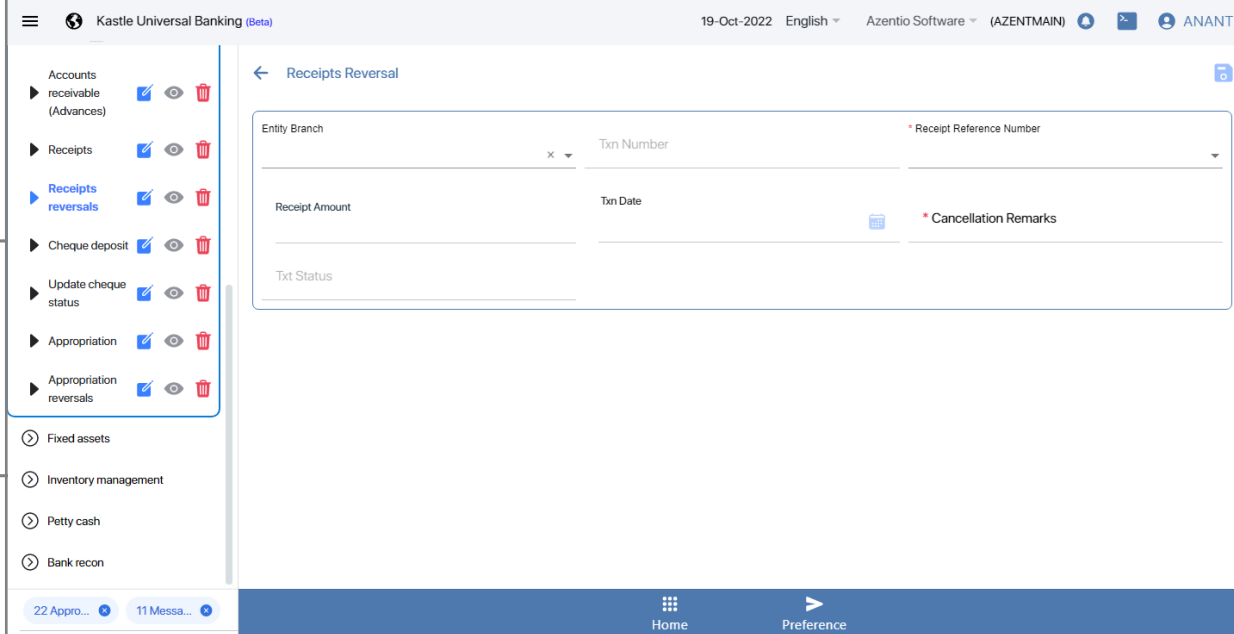 Kastle Universal Banking (Beta)
19-Oct-2022 English Azentio Software (AZENTMAIN) ANANT
Accounts
receivable
(Advances)
Receipts
Receipts
reversals
Cheque deposit
Update cheque
status
Appropriation
Appropriation
reversals
Fixed assets
Inventory management
Petty cash
Bank recon
22 Appro...
11 Messa...
Receipts Reversal
Entity Branch
Txn Number
* Receipt Reference Number
Receipt Amount
Txn Date
* Cancellation Remarks
Txt Status
Home
Preference